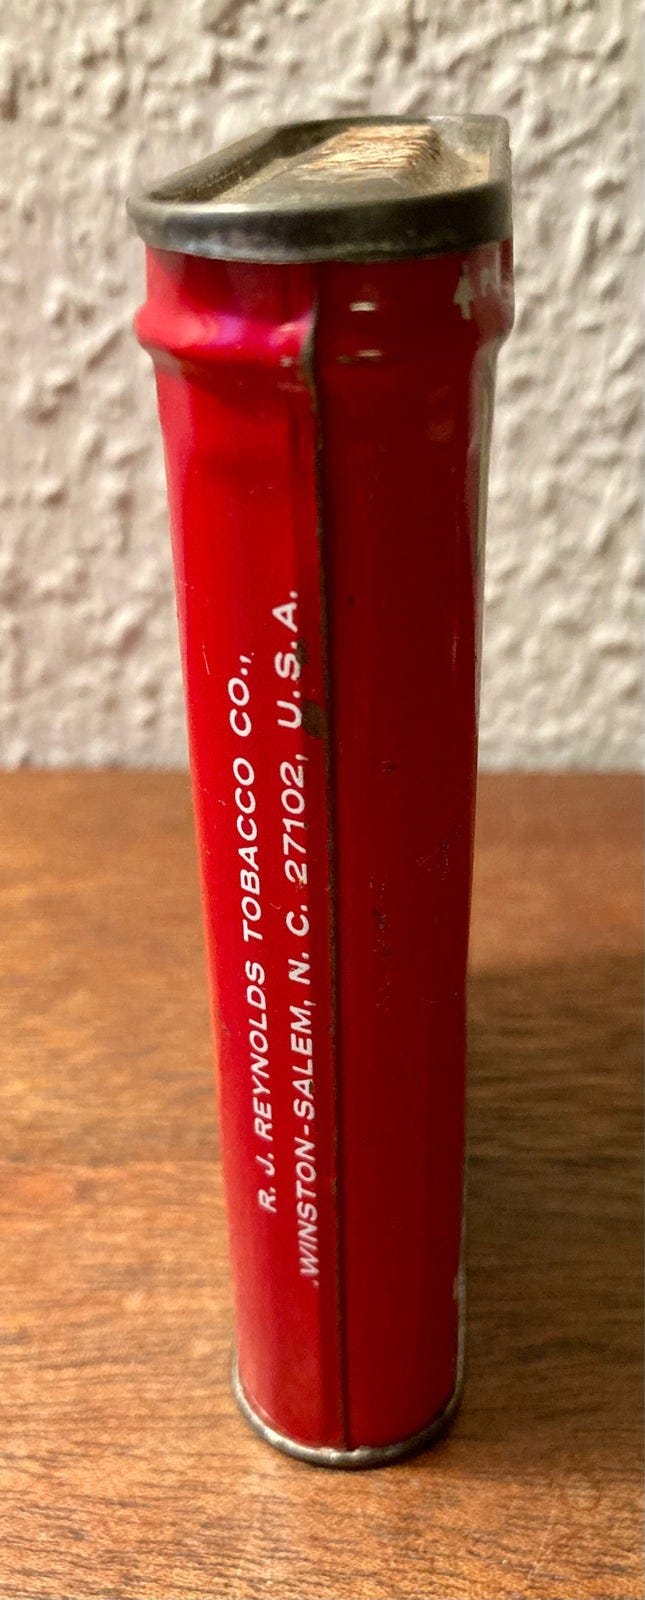 R. J. REYNOLDS TOBACCO CO.,
WINSTON-SALEM, N. C. 27102, U. S. A.